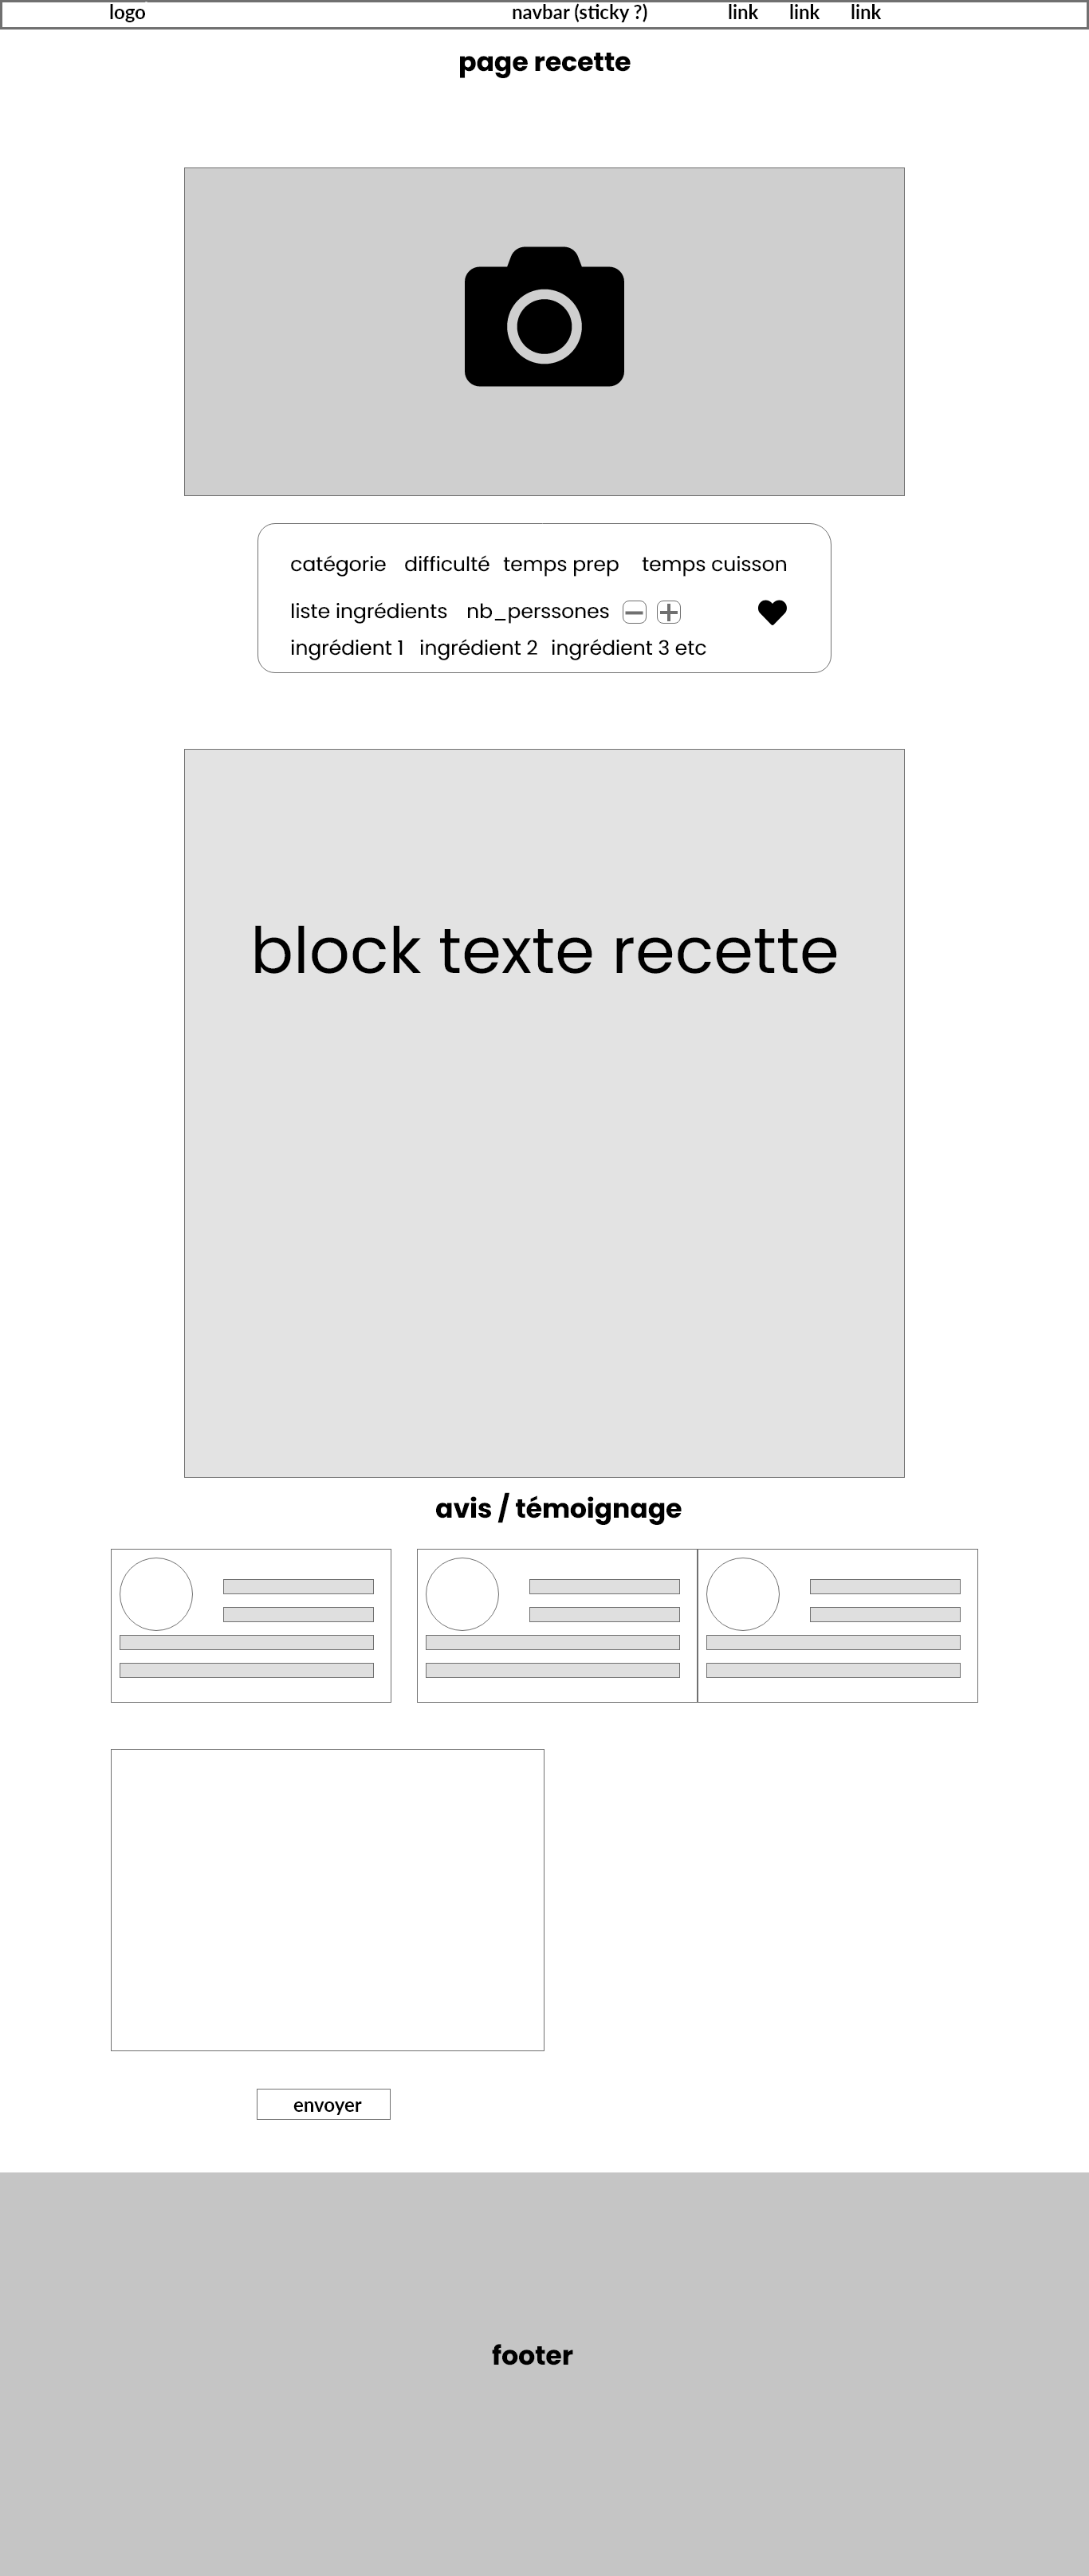 logo navbar (sticky ?) link link link
page recette
catégorie difficulté temps prep temps cuisson
liste ingrédients nb_perssones
ingrédient 1 ingrédient 2 ingrédient 3 etc
block texte recette
avis / témoignage
envoyer
footer